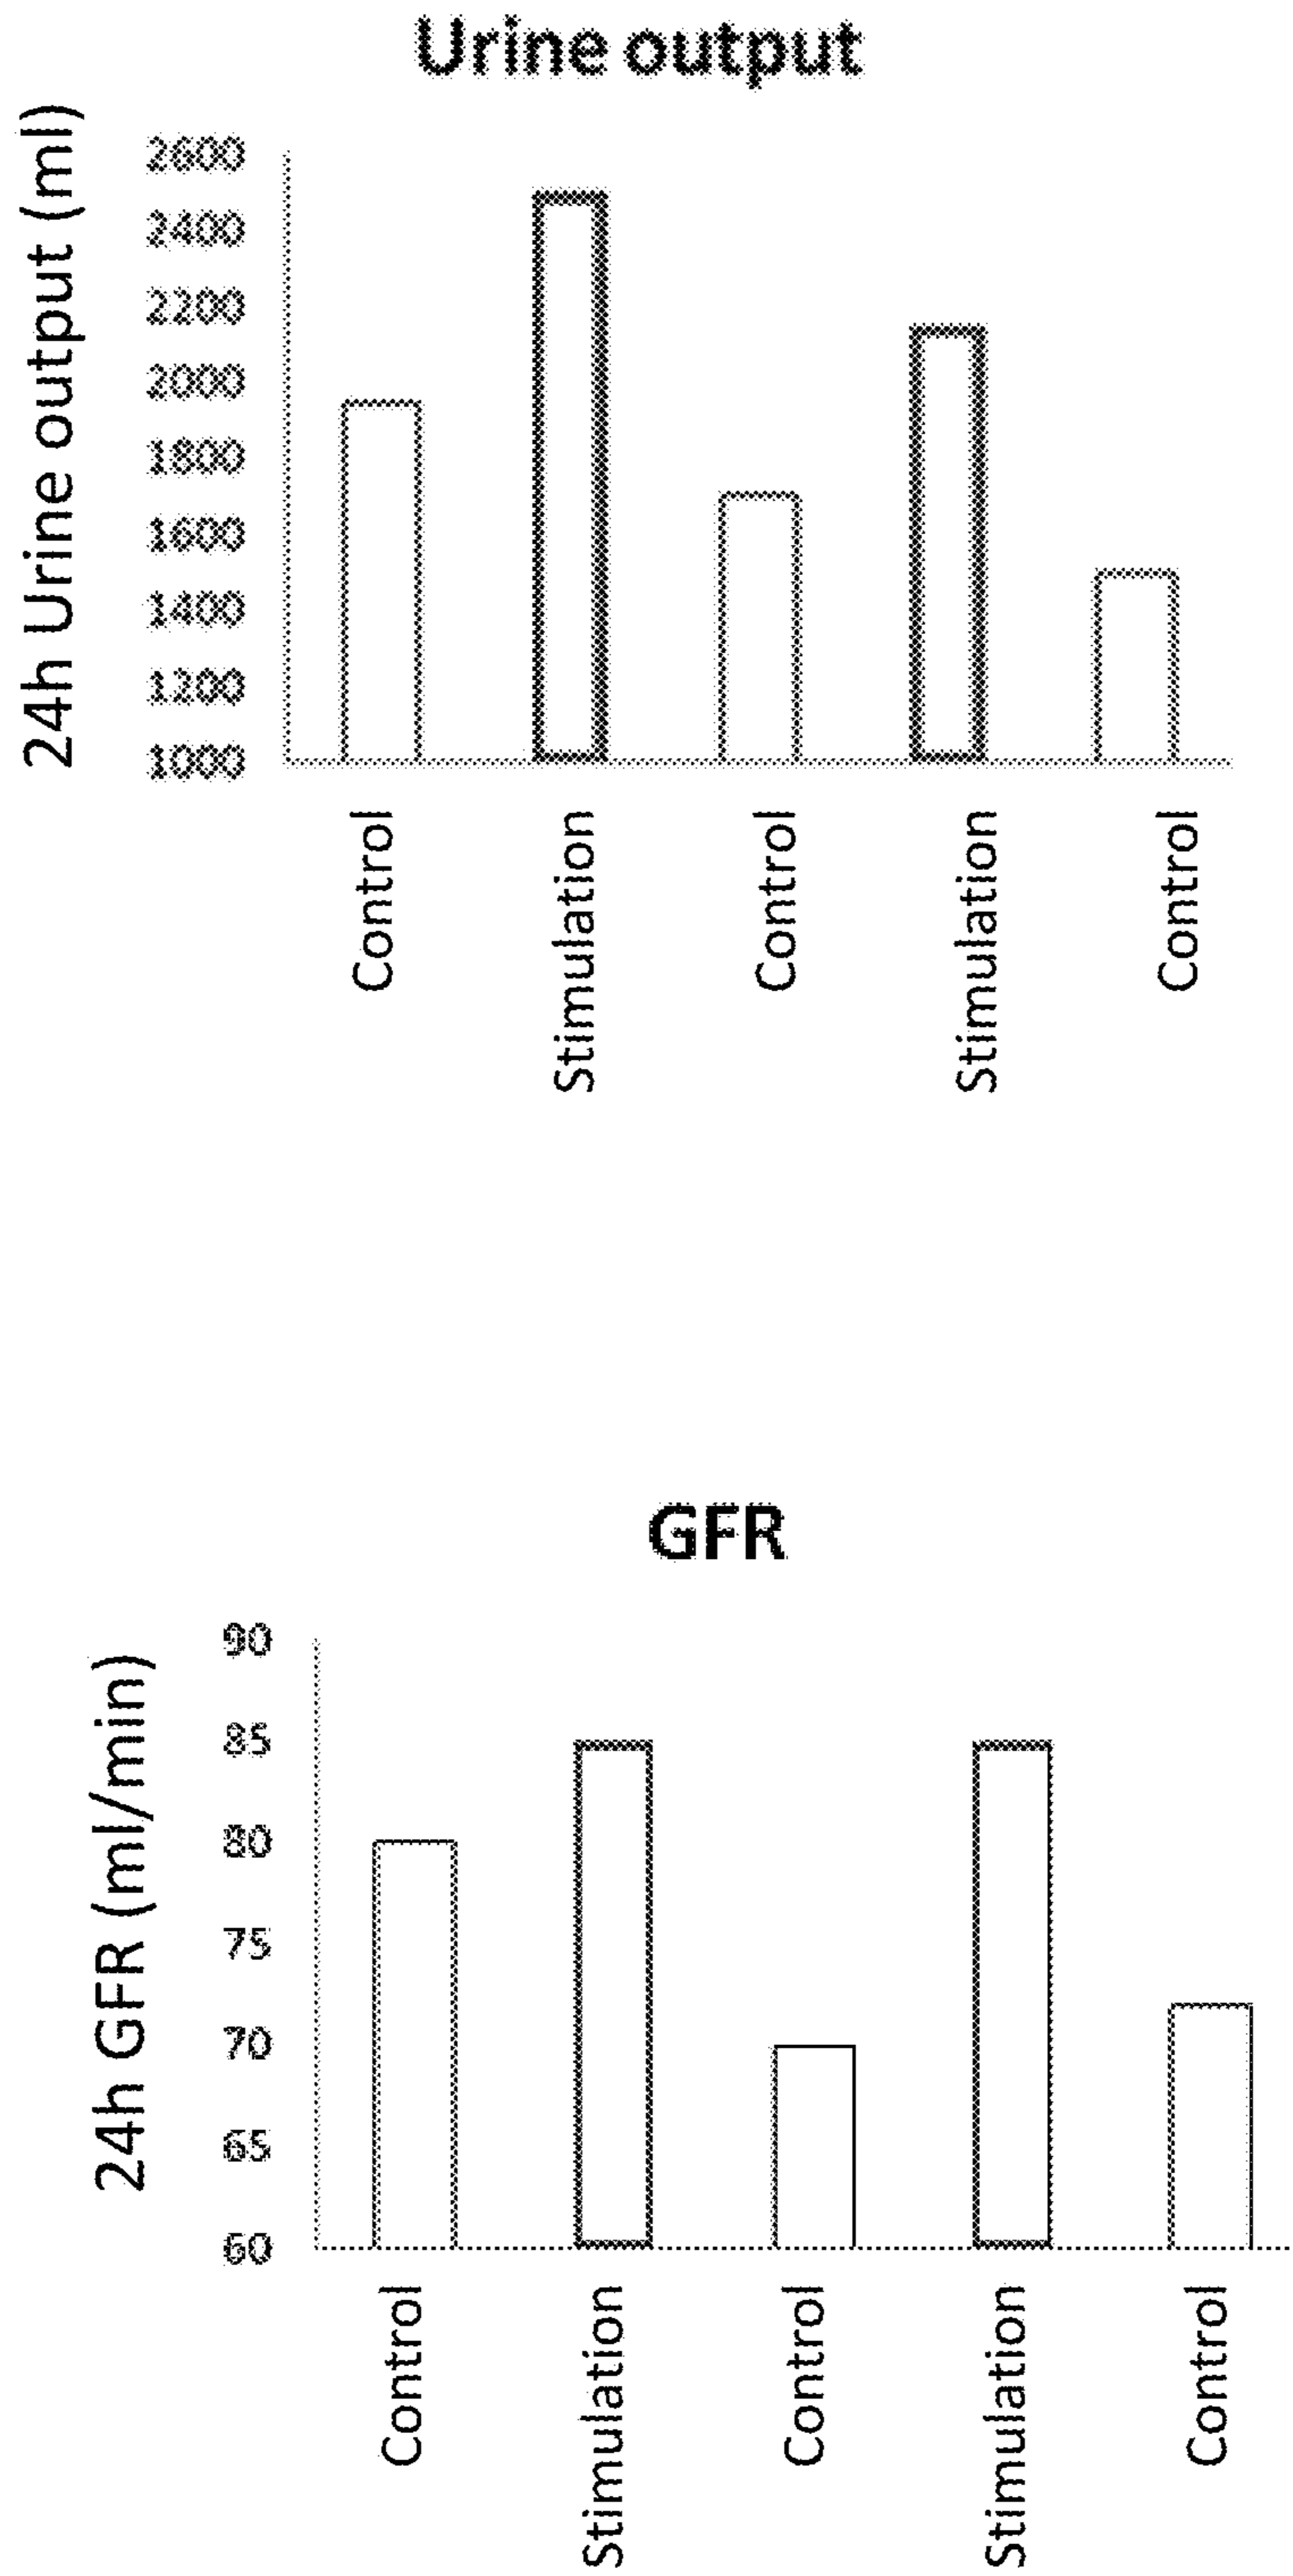 Urine output
24h Urine output (ml)
2600
2400
2200
2000
1800
1600
1400
1200
1000
Control
Stimulation
Control
Stimulation
Control
GFR
24h GFR (ml/min)
90
85
80
75
70
65
60
Control
Stimulation
Control
Stimulation
Control